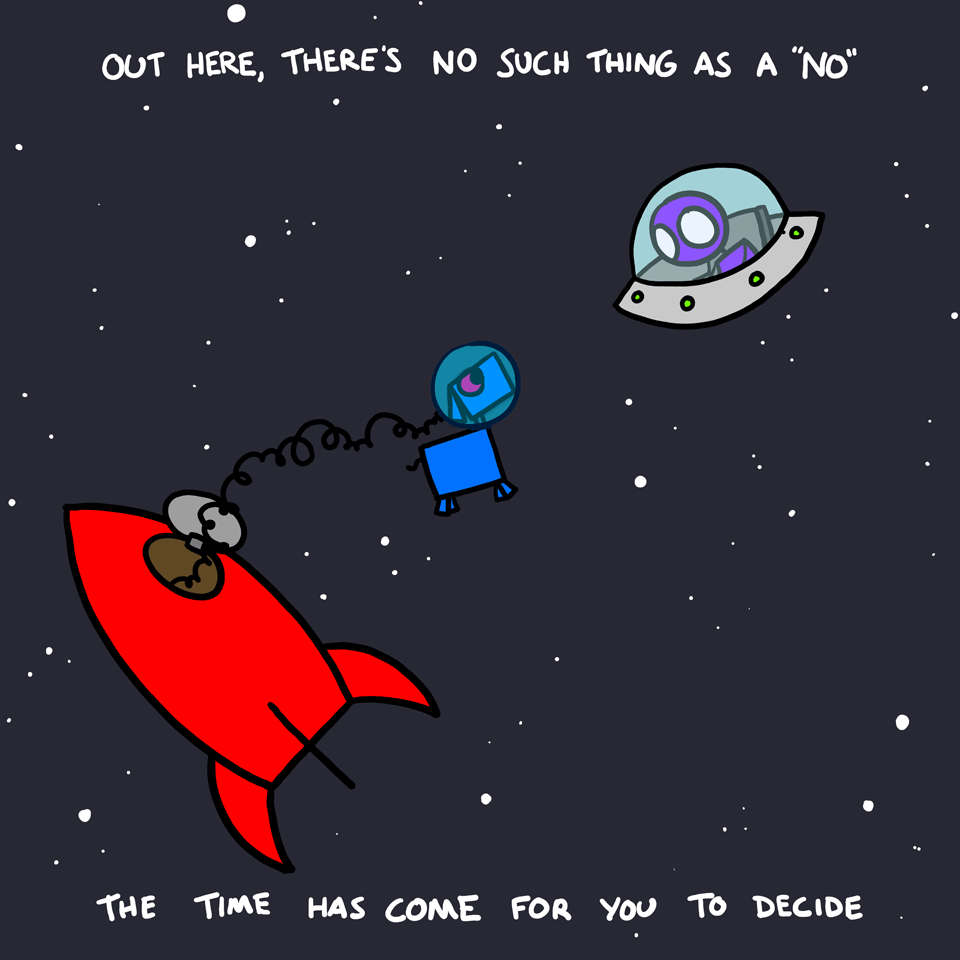 OUT HERE, THERE'S NO SUCH THING AS A "NO"
THE TIME HAS COME FOR YOU TO DECIDE